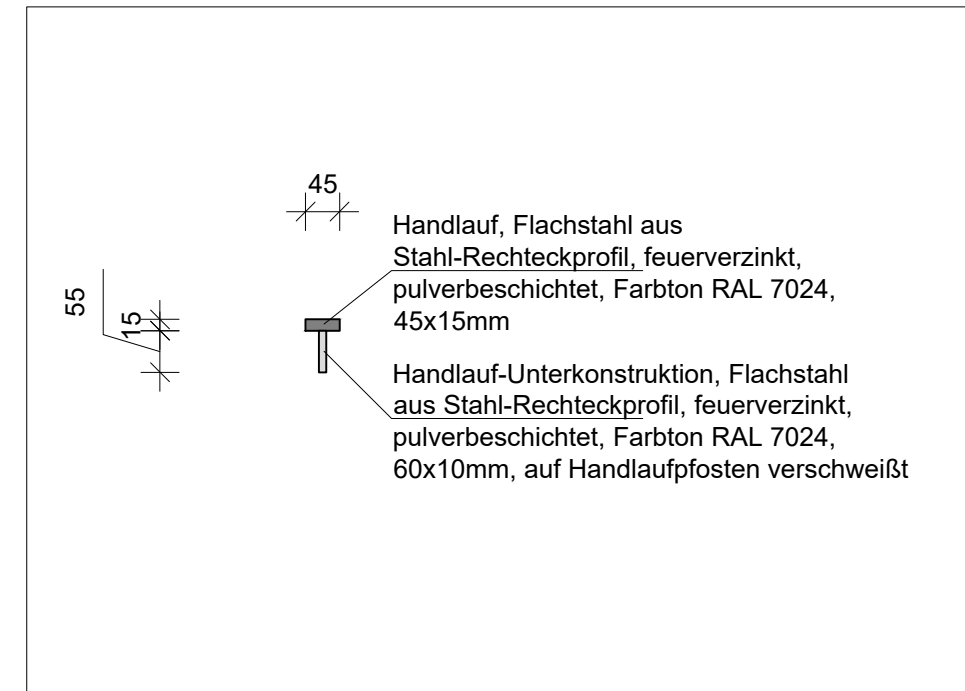 45
Handlauf, Flachstahl aus
Stahl-Rechteckprofil, feuerverzinkt,
pulverbeschichtet, Farbton RAL 7024,
45x15mm
55
15
Handlauf-Unterkonstruktion, Flachstahl
aus Stahl-Rechteckprofil, feuerverzinkt,
pulverbeschichtet, Farbton RAL 7024,
60x10mm, auf Handlaufpfosten verschweißt